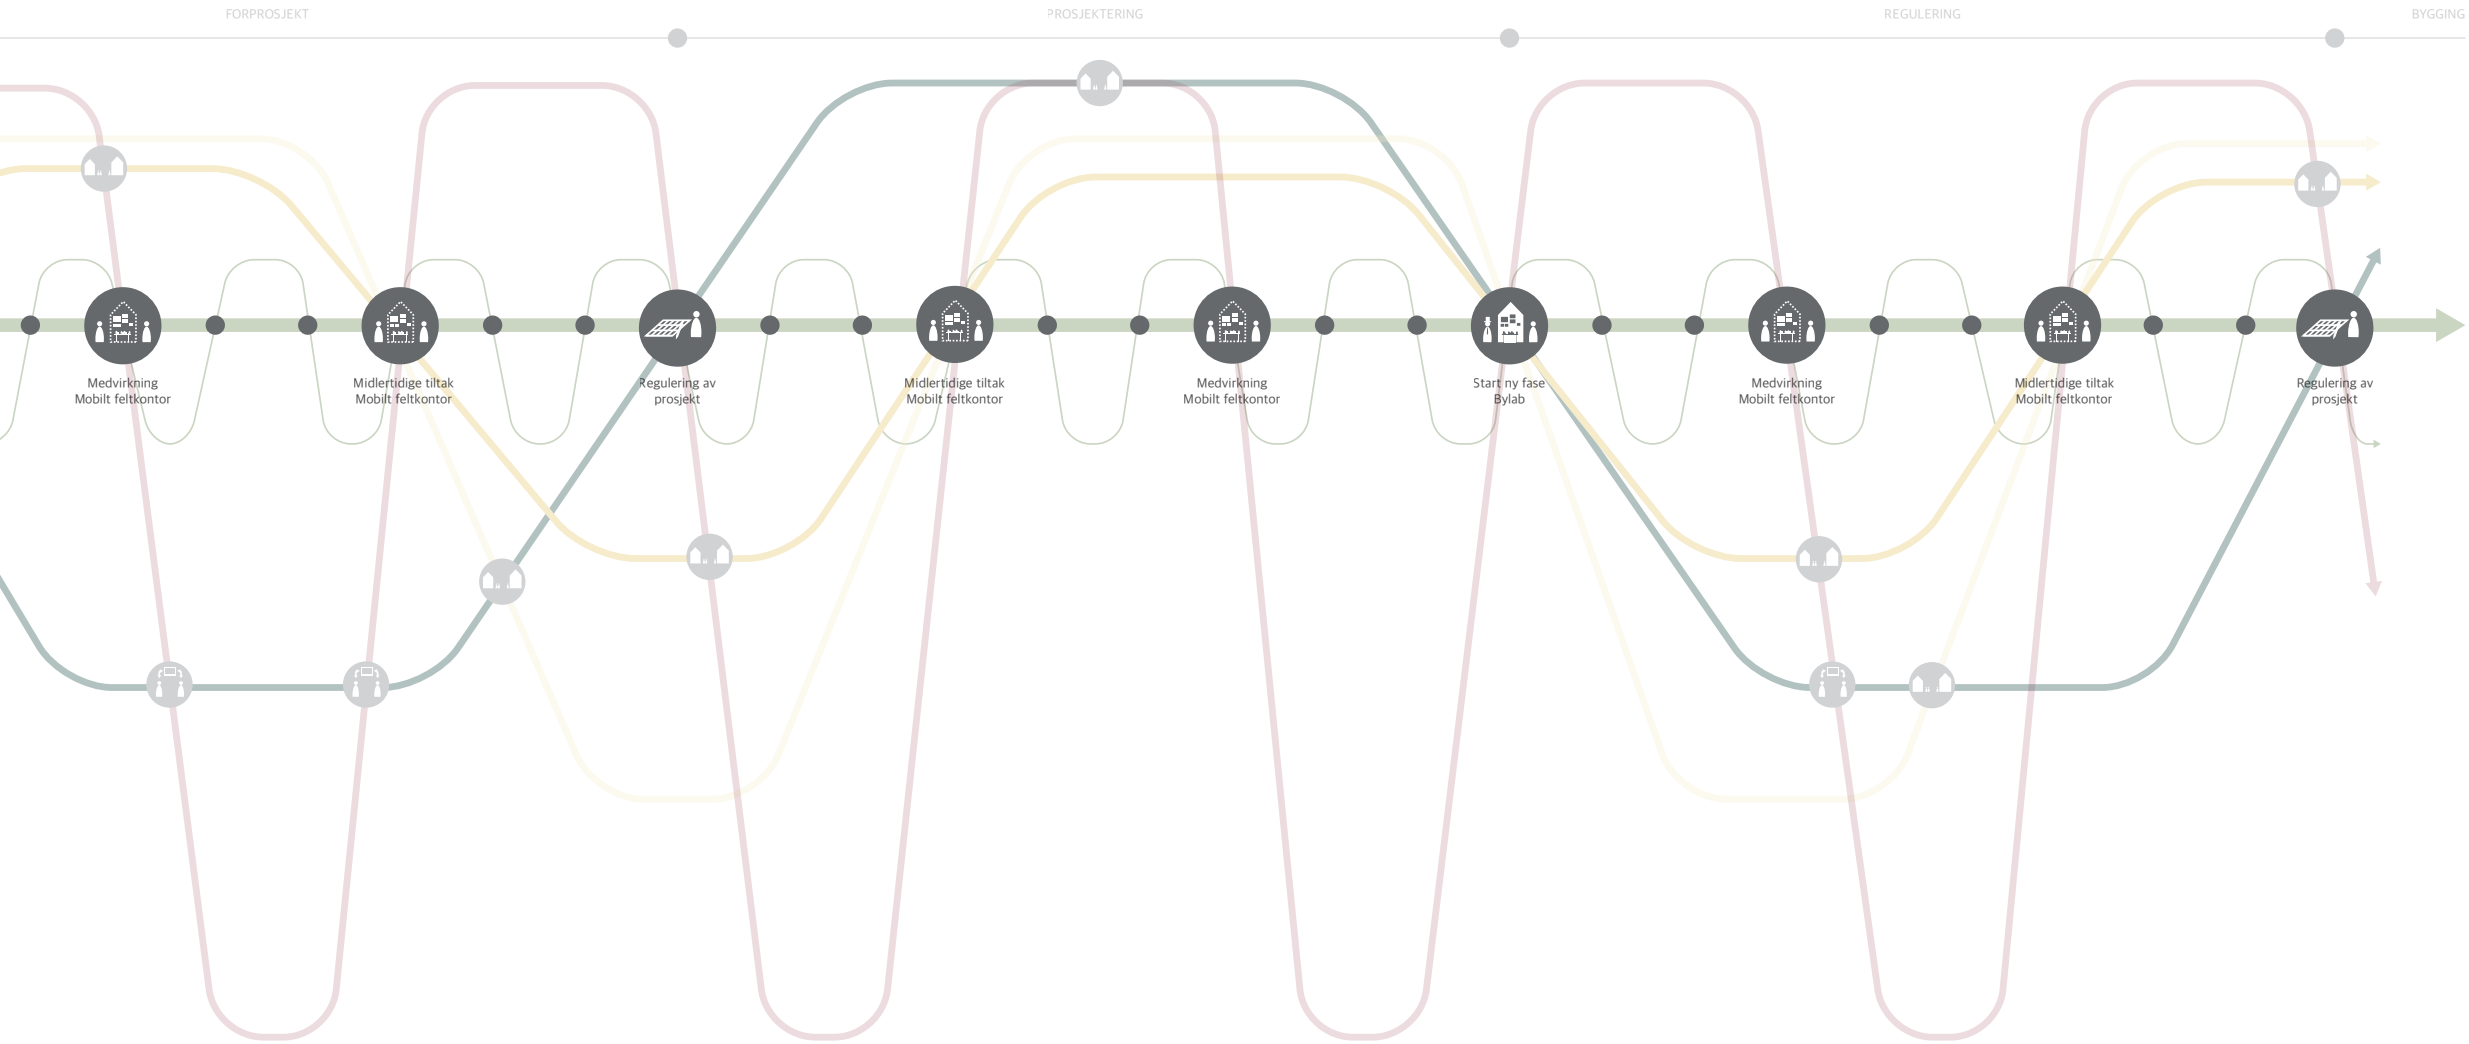 FORPROSJEKT
PROSJEKTERING
REGULERING
BYGGING
Medvirkning
Mobilt feltkontor
Midlertidige tiltak
Mobilt feltkontor
Regulering av
prosjekt
Midlertidige tiltak
Mobilt feltkontor
Medvirkning
Mobilt feltkontor
Start ny fase
Bylab
Medvirkning
Mobilt feltkontor
Midlertidige tiltak
Mobilt feltkontor
Regulering av
prosjekt